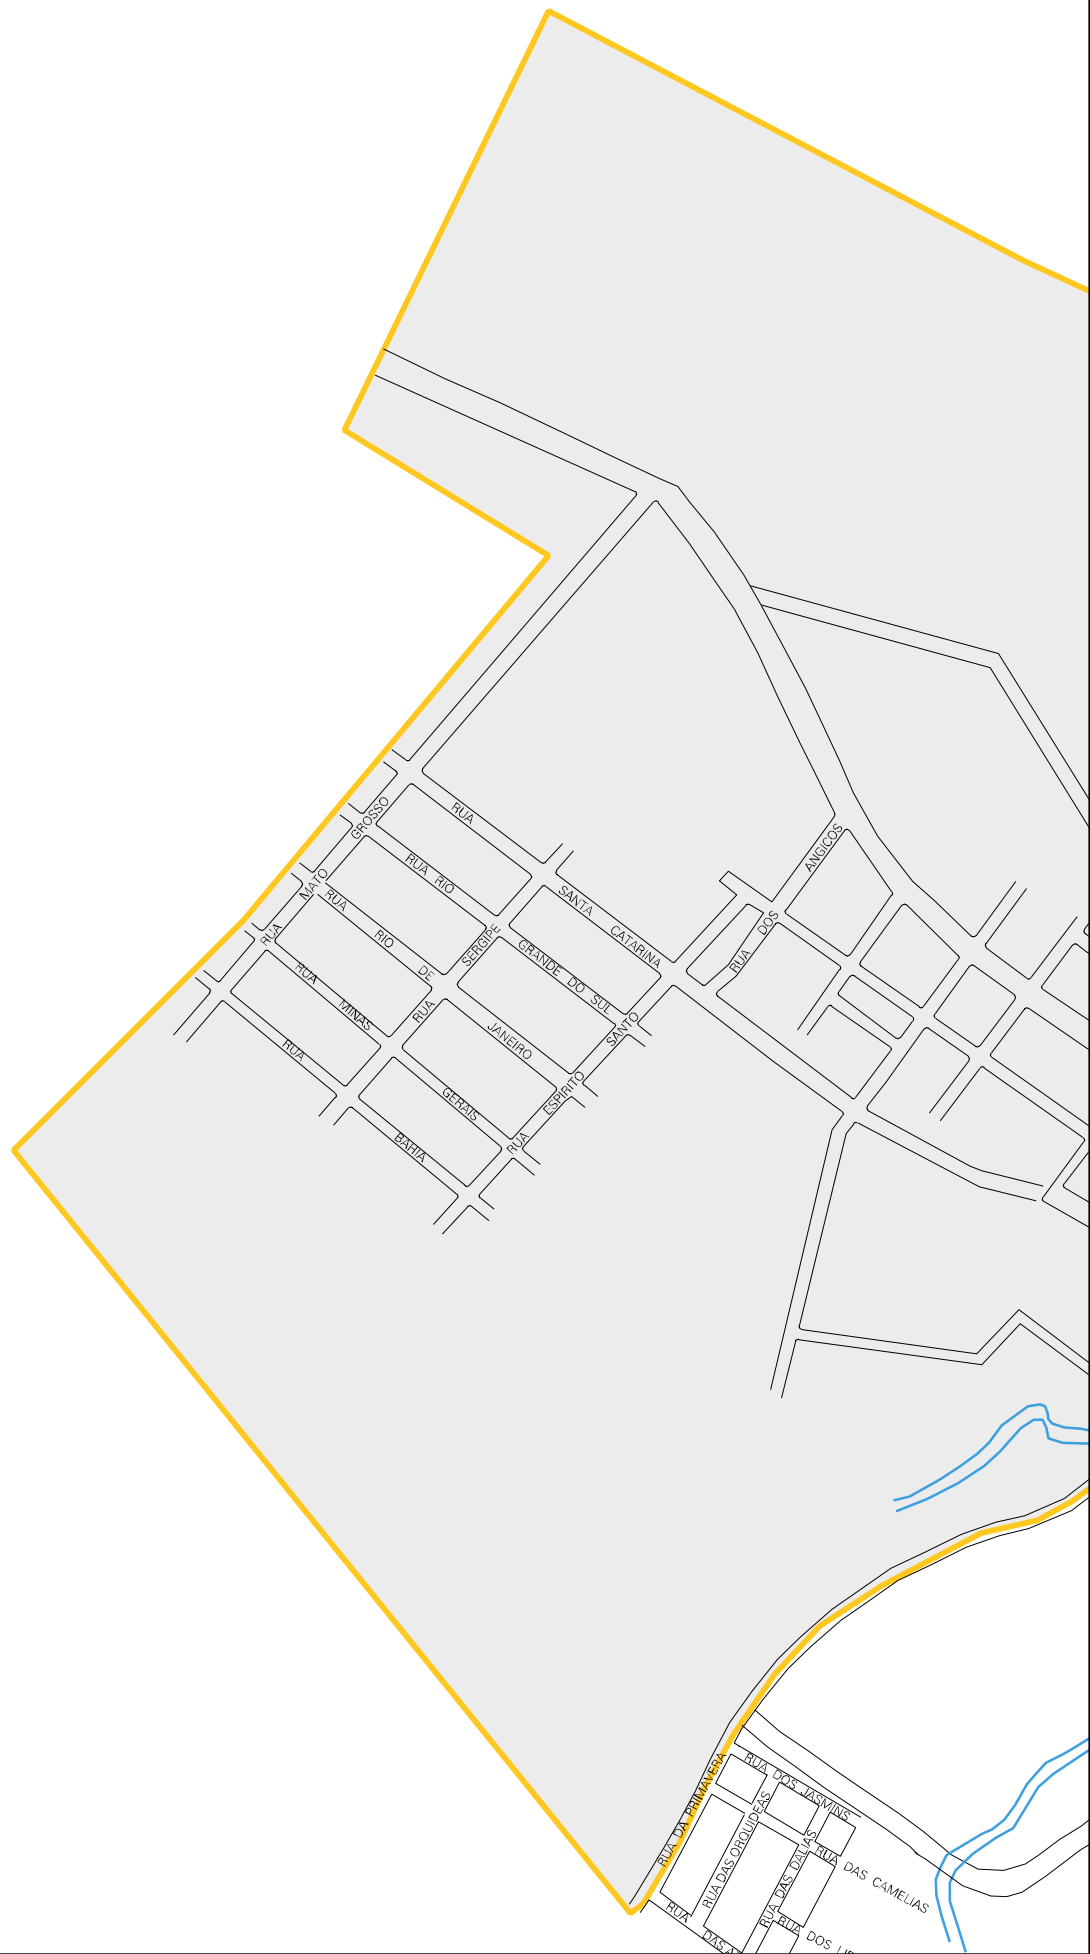 RUA SANTA CATARINA
RUA RIO GRANDE DO SUL
RUA RIO DE JANEIRO
RUA MINAS GERAIS
RUA BAHIA
RUA MATO GROSSO
RUA SERGIPE
RUA ESPIRITO SANTO
RUA DOS ANGICOS
RUA DA PRIMAVERA
RUA DOS JASMINS
RUA DAS ORQUIDEAS
RUA DAS DALIAS
RUA DAS CAMELIAS
RUA DOS
RUA DAS